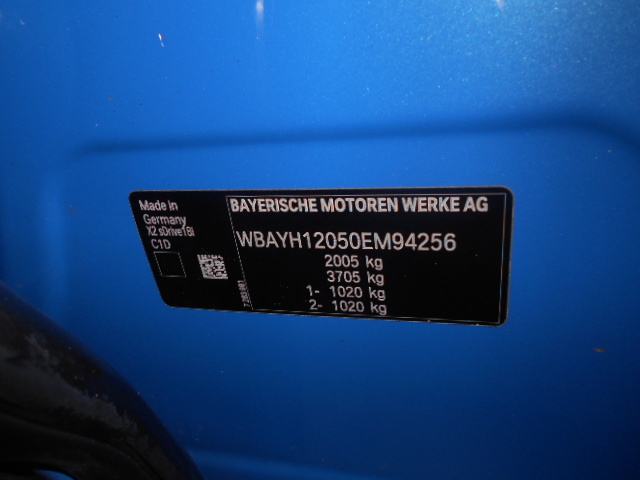 Made in
Germany
X2 sDrive18i
C1D
BAYERISCHE MOTOREN WERKE AG
WBAYH12050EM94256
2005 kg
3705 kg
1- 1020 kg
2- 1020 kg